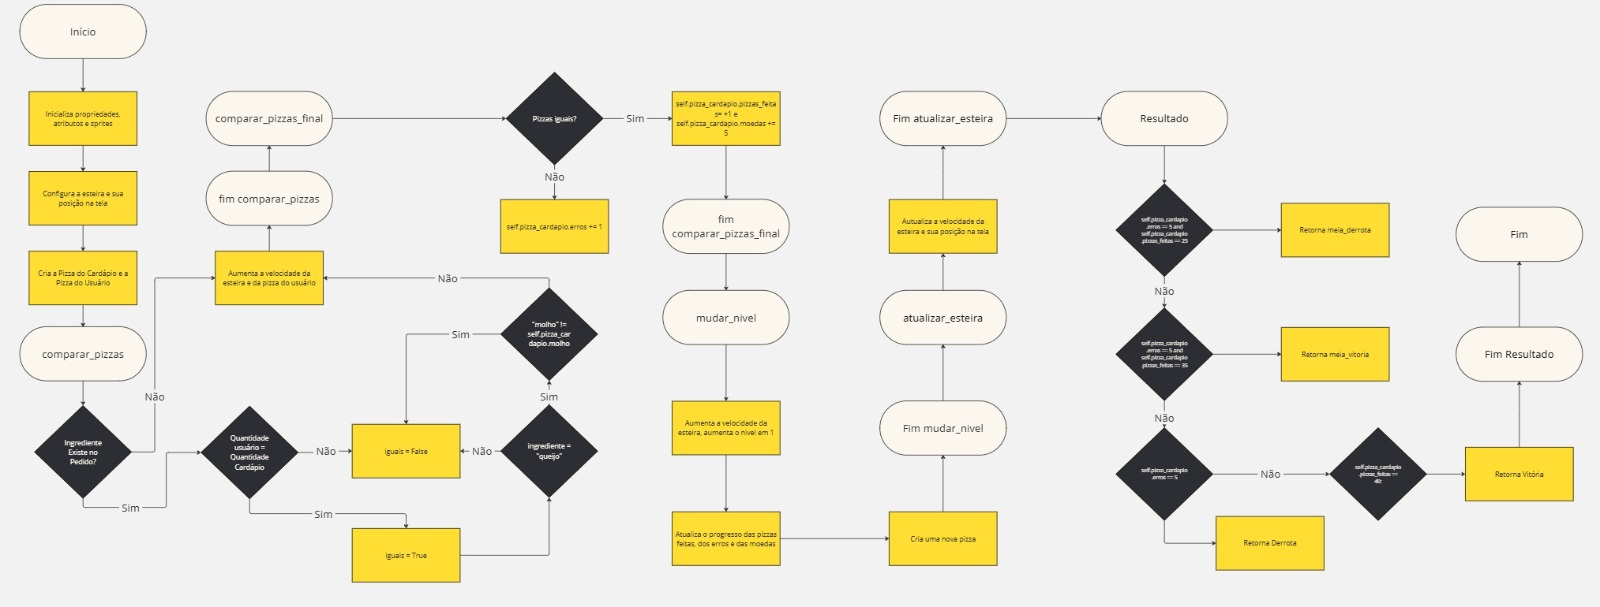 Início
Inicializa propriedades,
atributos e sprites
Configura a esteira e sua
posição na tela
Cria a Pizza do Cardápio e a
Pizza do Usuário
comparar_pizzas
Ingrediente
Existe no
Pedido?
Não
Sim
Quantidade
usuário =
Quantidade
Cardápio
Não
Sim
iguais = False
iguais = True
ingrediente =
"queijo"
Não
Sim
"molho" !=
self.pizza_car
dapio.molho
Sim
Não
Aumenta a velocidade da
esteira e da pizza do usuário
fim comparar_pizzas
comparar_pizzas_final
Pizzas iguais?
Não
self.pizza_cardapio.erros += 1
Sim
self.pizza_cardapio.pizzas_feita
s= +1 e
self.pizza_cardapio.moedas +=
5
fim
comparar_pizzas_final
mudar_nivel
Aumenta a velocidade da
esteira, aumenta o nível em 1
Atualiza o progresso das pizzas
feitas, dos erros e das moedas
Cria uma nova pizza
Fim mudar_nivel
atualizar_esteira
Autualiza a velocidade da
esteira e sua posição na tela
Fim atualizar_esteira
Resultado
self.pizza_cardapio
.erros == 5 and
self.pizza_cardapio
.pizzas_feitas == 25
Retorna meia_derrota
Não
self.pizza_cardapio
.erros == 5 and
self.pizza_cardapio
.pizzas_feitas == 35
Retorna meia_vitoria
Não
self.pizza_cardapio
.erros == 5
Retorna Derrota
Não
self.pizza_cardapio
.pizzas_feitas ==
40:
Retorna Vitória
Fim Resultado
Fim